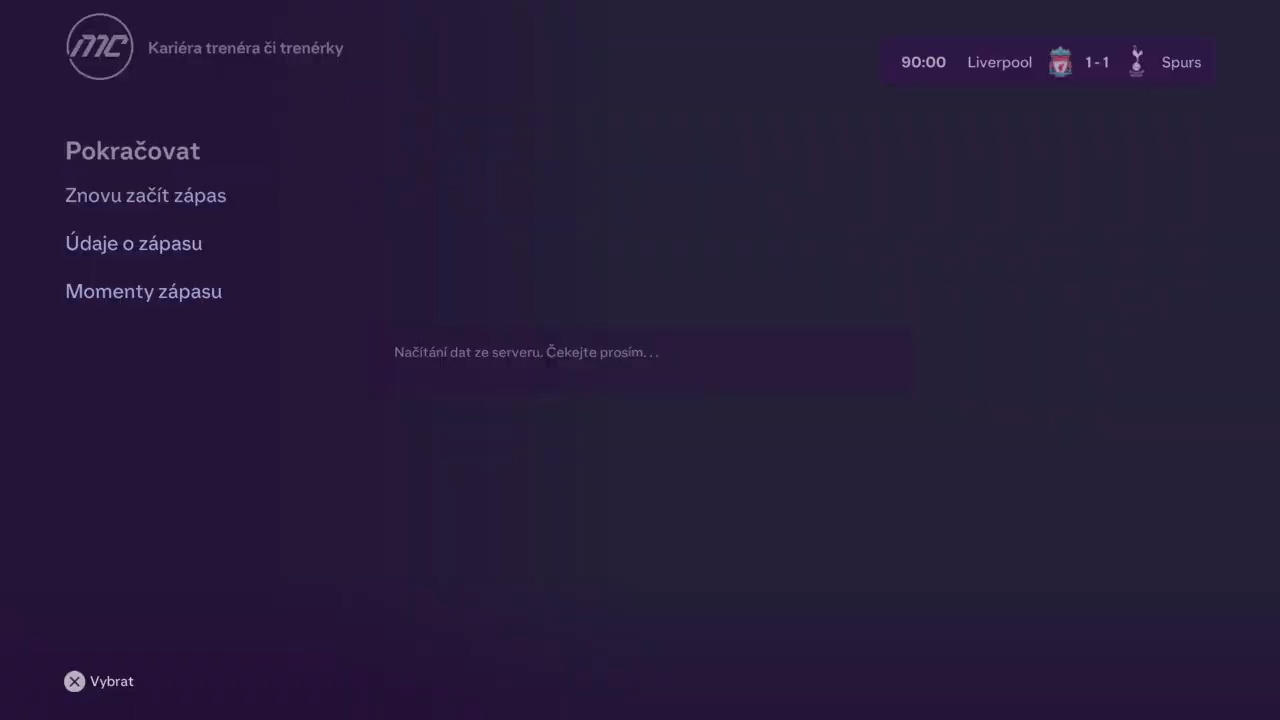 MC Kariéra trenéra či trenérky
90:00 Liverpool 1 - 1 Spurs
Pokračovat
Znovu začít zápas
Údaje o zápasu
Momenty zápasu
Načítání dat ze serveru. Čekejte prosím...
Vybrat